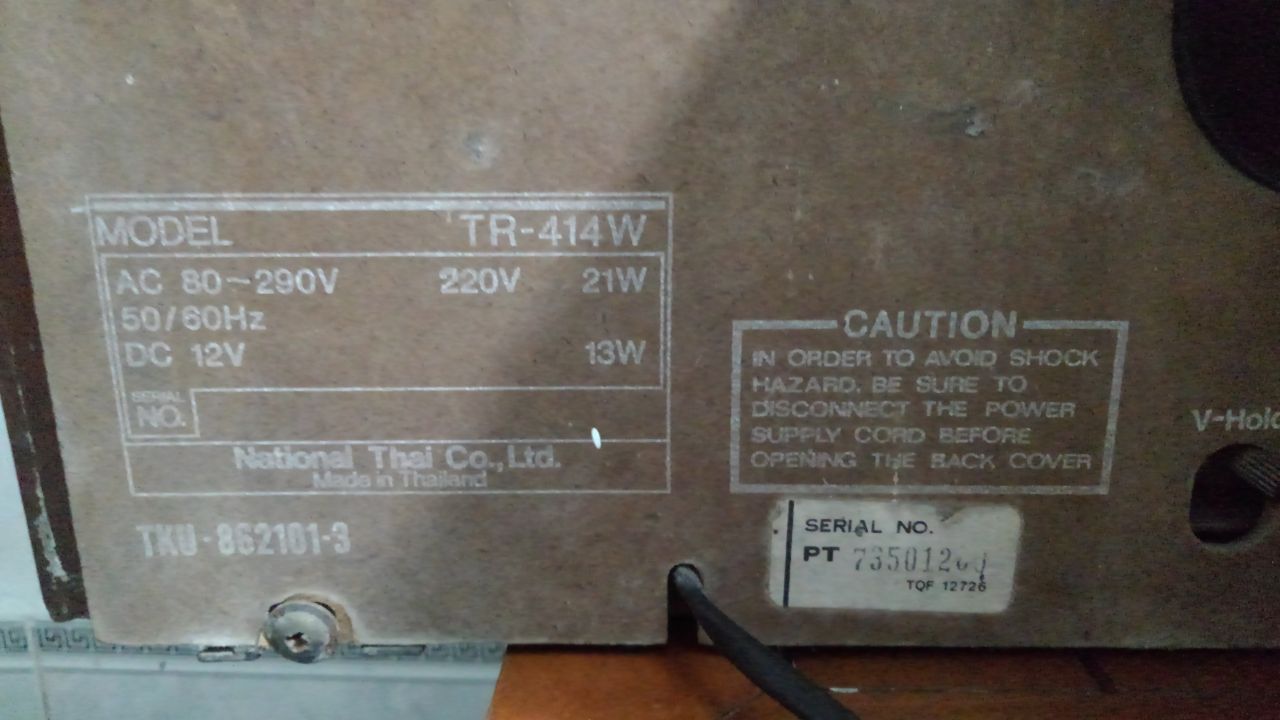 MODEL TR-414W
AC 80~290V 220V 21W
50/60Hz
DC 12V 13W
SERIAL
NO.
National Thai Co., Ltd.
Made in Thailand
TKU-862101-3
CAUTION
IN ORDER TO AVOID SHOCK
HAZARD. BE SURE TO
DISCONNECT THE POWER
SUPPLY CORD BEFORE
OPENING THE BACK COVER
V-Hold
SERIAL NO.
PT
TQF 12726